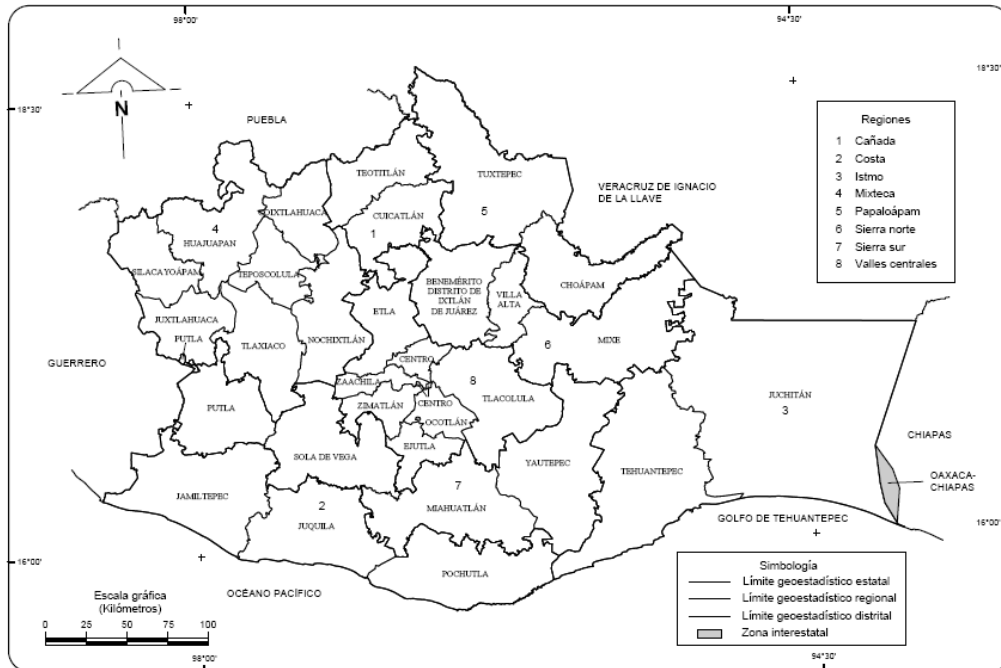 98°00'
94°30'
18°30'
18°30'
N
PUEBLA
VERACRUZ DE IGNACIO
DE LA LLAVE
Regiones
1 Cañada
2 Costa
3 Istmo
4 Mixteca
5 Papaloápam
6 Sierra norte
7 Sierra sur
8 Valles centrales
TEOTITLÁN
TUXTEPEC
COIXTLAHUACA
CUICATLÁN
5
4
HUAJUAPAN
1
SILACAYOÁPAM
TEPOSCOLULA
BENEMÉRITO
DISTRITO DE
IXTLÁN
DE JUÁREZ
VILLA
ALTA
CHOÁPAM
JUXTLAHUACA
PUTLA
TLAXIACO
NOCHIXTLÁN
ETLA
6
MIXE
GUERRERO
CENTRO
ZAACHILA
8
TLACOLULA
JUCHITÁN
3
PUTLA
ZIMATLÁN
CENTRO
OCOTLÁN
EJUTLA
SOLA DE VEGA
YAUTEPEC
TEHUANTEPEC
CHIAPAS
OAXACA-
CHIAPAS
JAMILTEPEC
2
JUQUILA
7
MIAHUATLÁN
GOLFO DE TEHUANTEPEC
16°00'
16°00'
POCHUTLA
OCÉANO PACÍFICO
Escala gráfica
(Kilómetros)
0 25 50 75 100
Simbología
Límite geoestadístico estatal
Límite geoestadístico regional
Límite geoestadístico distrital
Zona interestatal
98°00'
94°30'